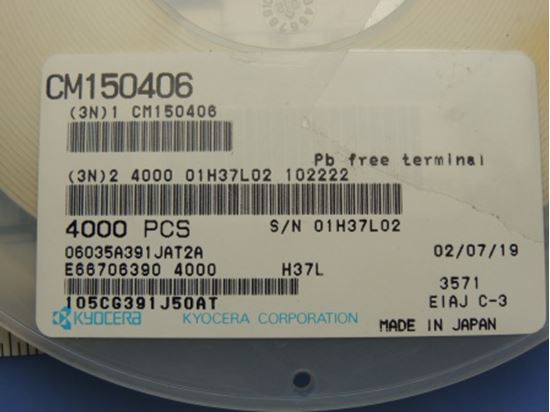 CM150406
(3N)1 CM150406
Pb free terminal
(3N)2 4000 01H37L02 102222
4000 PCS S/N 01H37L02
06035A391JAT2A 02/07/19
E66706390 4000 H37L
3571
105CG391J50AT EIAJ C-3
KYOCERA KYOCERA CORPORATION
MADE IN JAPAN